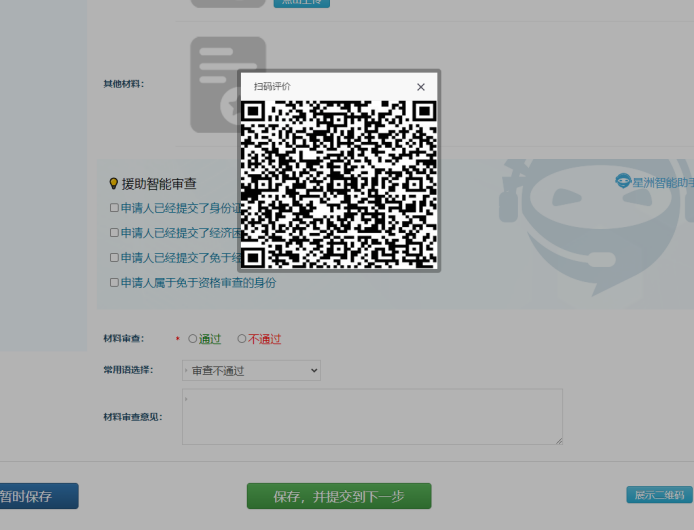 点击上传
其他材料：
扫码评价
援助智能审查
星洲智能助手
申请人已经提交了身份证
申请人已经提交了经济困
申请人已经提交了免于经
申请人属于免于资格审查的身份
材料审查： * 通过 不通过
常用语选择： 审查不通过
材料审查意见：
暂时保存 保存，并提交到下一步 展示二维码